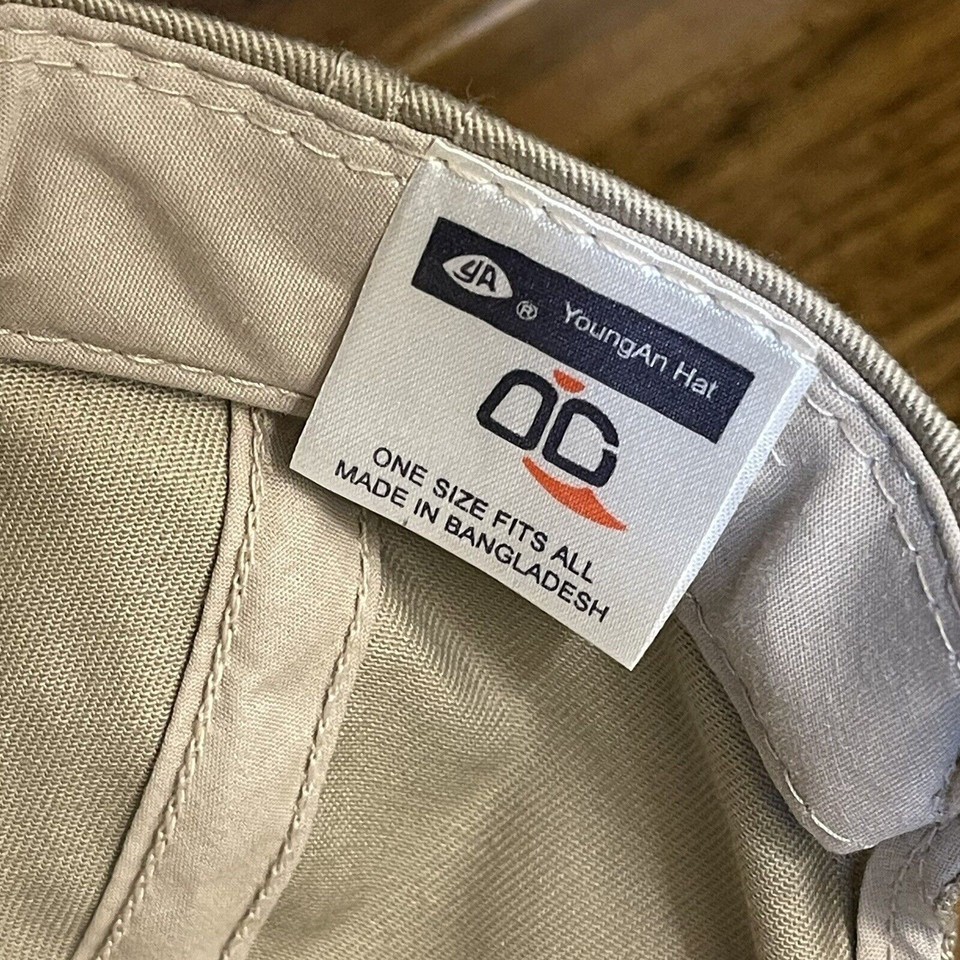 YA ® YoungAn Hat
OC
ONE SIZE FITS ALL
MADE IN BANGLADESH